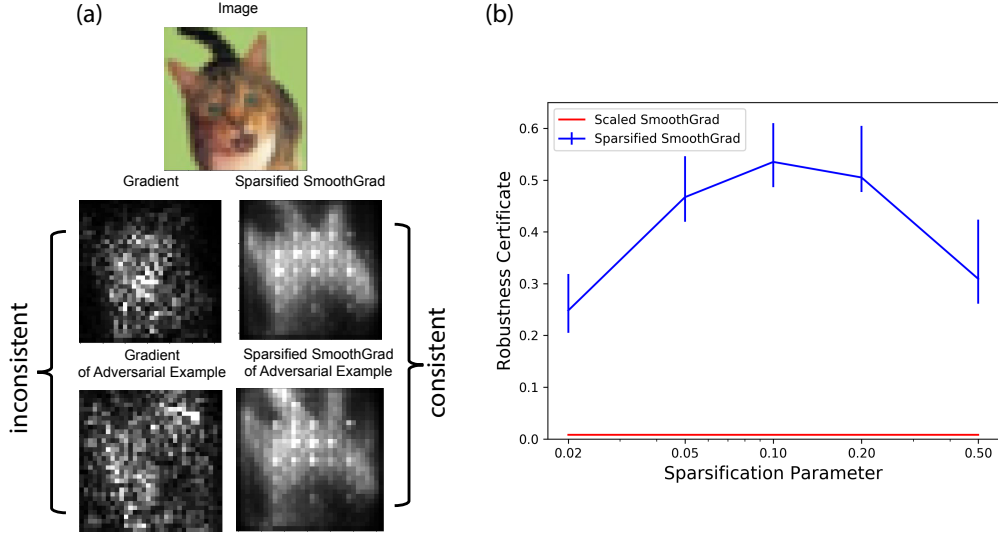 (a)
Image
Gradient
Sparsified SmoothGrad
Gradient
of Adversarial Example
Sparsified SmoothGrad
of Adversarial Example
inconsistent
consistent
(b)
Scaled SmoothGrad
Sparsified SmoothGrad
Robustness Certificate
0.6
0.5
0.4
0.3
0.2
0.1
0.0
0.02
0.05
0.10
0.20
0.50
Sparsification Parameter